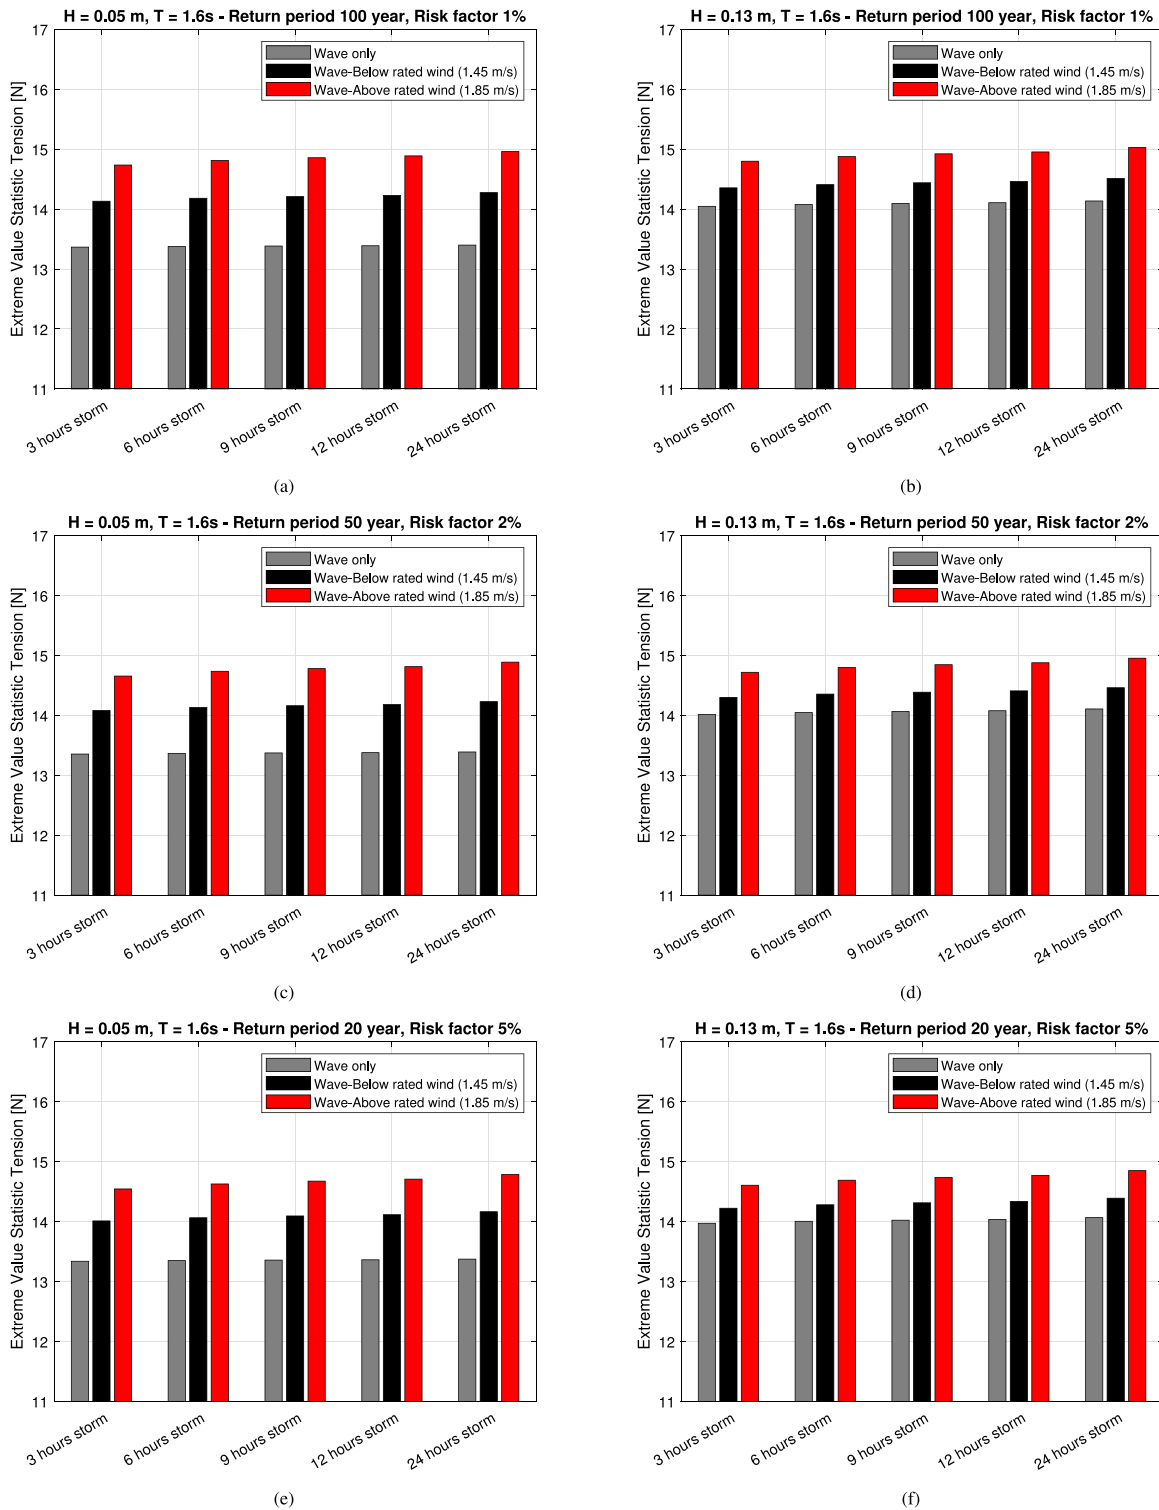 H = 0.05 m, T = 1.6s - Return period 100 year, Risk factor 1%
17
16
15
14
13
12
11
Extreme Value Statistic Tension [N]
Wave only
Wave-Below rated wind (1.45 m/s)
Wave-Above rated wind (1.85 m/s)
3 hours storm
6 hours storm
9 hours storm
12 hours storm
24 hours storm
(a)
H = 0.13 m, T = 1.6s - Return period 100 year, Risk factor 1%
17
16
15
14
13
12
11
Extreme Value Statistic Tension [N]
Wave only
Wave-Below rated wind (1.45 m/s)
Wave-Above rated wind (1.85 m/s)
3 hours storm
6 hours storm
9 hours storm
12 hours storm
24 hours storm
(b)
H = 0.05 m, T = 1.6s - Return period 50 year, Risk factor 2%
17
16
15
14
13
12
11
Extreme Value Statistic Tension [N]
Wave only
Wave-Below rated wind (1.45 m/s)
Wave-Above rated wind (1.85 m/s)
3 hours storm
6 hours storm
9 hours storm
12 hours storm
24 hours storm
(c)
H = 0.13 m, T = 1.6s - Return period 50 year, Risk factor 2%
17
16
15
14
13
12
11
Extreme Value Statistic Tension [N]
Wave only
Wave-Below rated wind (1.45 m/s)
Wave-Above rated wind (1.85 m/s)
3 hours storm
6 hours storm
9 hours storm
12 hours storm
24 hours storm
(d)
H = 0.05 m, T = 1.6s - Return period 20 year, Risk factor 5%
17
16
15
14
13
12
11
Extreme Value Statistic Tension [N]
Wave only
Wave-Below rated wind (1.45 m/s)
Wave-Above rated wind (1.85 m/s)
3 hours storm
6 hours storm
9 hours storm
12 hours storm
24 hours storm
(e)
H = 0.13 m, T = 1.6s - Return period 20 year, Risk factor 5%
17
16
15
14
13
12
11
Extreme Value Statistic Tension [N]
Wave only
Wave-Below rated wind (1.45 m/s)
Wave-Above rated wind (1.85 m/s)
3 hours storm
6 hours storm
9 hours storm
12 hours storm
24 hours storm
(f)